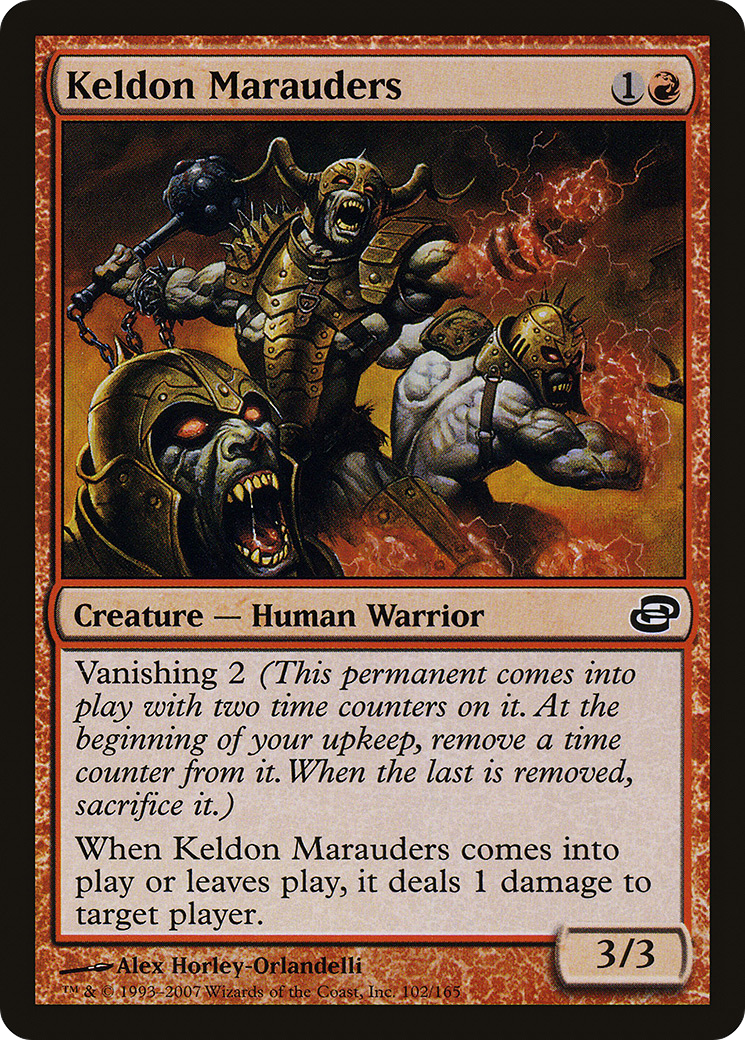 Keldon Marauders 1
Creature — Human Warrior
Vanishing 2 (This permanent comes into
play with two time counters on it. At the
beginning of your upkeep, remove a time
counter from it. When the last is removed,
sacrifice it.)
When Keldon Marauders comes into
play or leaves play, it deals 1 damage to
target player.
3/3
Alex Horley-Orlandelli
™ & © 1993–2007 Wizards of the Coast, Inc. 102/165